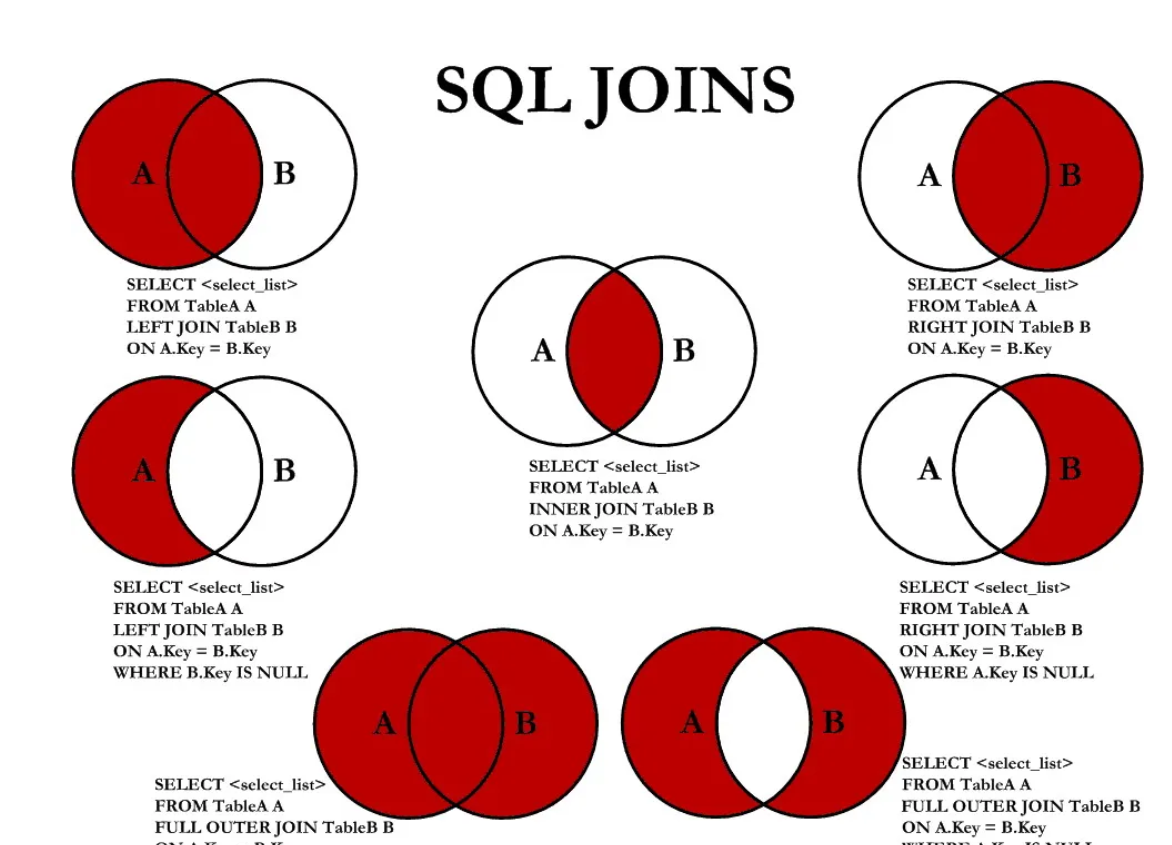 SQL JOINS
A B
SELECT <select_list>
FROM TableA A
LEFT JOIN TableB B
ON A.Key = B.Key
A B
SELECT <select_list>
FROM TableA A
RIGHT JOIN TableB B
ON A.Key = B.Key
A B
SELECT <select_list>
FROM TableA A
INNER JOIN TableB B
ON A.Key = B.Key
A B
SELECT <select_list>
FROM TableA A
LEFT JOIN TableB B
ON A.Key = B.Key
WHERE B.Key IS NULL
A B
SELECT <select_list>
FROM TableA A
RIGHT JOIN TableB B
ON A.Key = B.Key
WHERE A.Key IS NULL
A B
SELECT <select_list>
FROM TableA A
FULL OUTER JOIN TableB B
A B
SELECT <select_list>
FROM TableA A
FULL OUTER JOIN TableB B
ON A.Key = B.Key